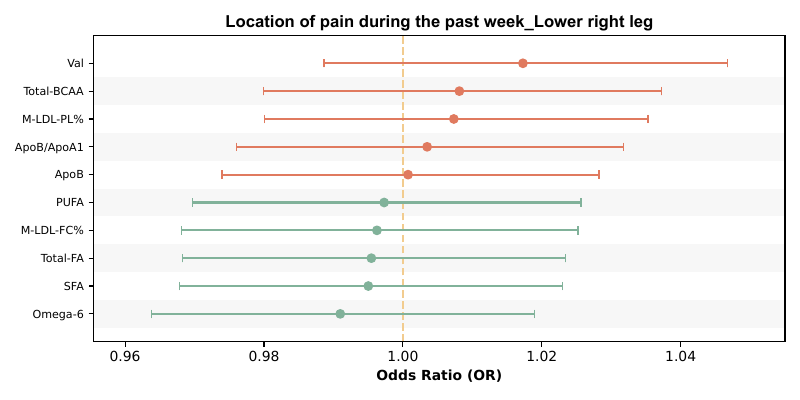 Location of pain during the past week_Lower right leg
Val
Total-BCAA
M-LDL-PL%
ApoB/ApoA1
ApoB
PUFA
M-LDL-FC%
Total-FA
SFA
Omega-6
0.96 0.98 1.00 1.02 1.04
Odds Ratio (OR)